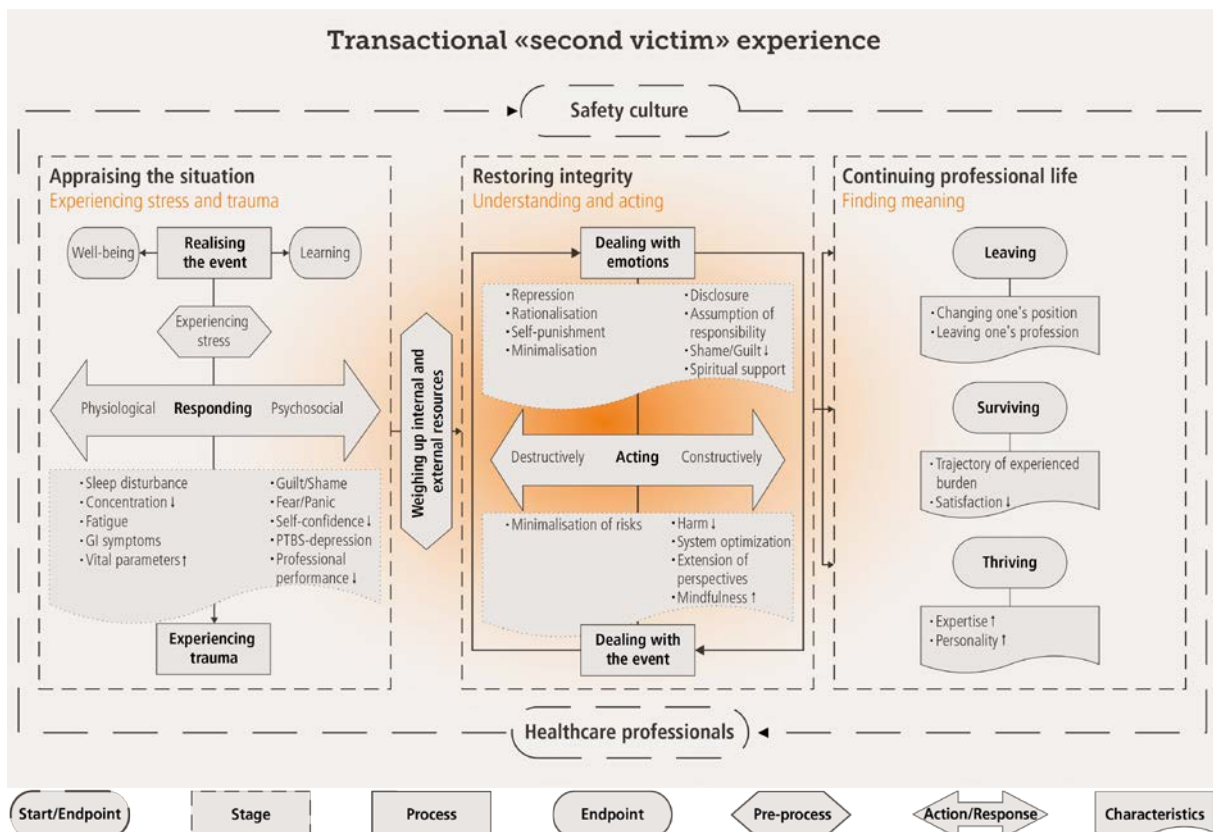 Transactional «second victim» experience
Safety culture
Appraising the situation
Experiencing stress and trauma
Well-being
Realising
the event
Learning
Experiencing
stress
Physiological
Responding
Psychosocial
• Sleep disturbance
• Concentration ↓
• Fatigue
• GI symptoms
• Vital parameters ↑
• Guilt/Shame
• Fear/Panic
• Self-confidence ↓
• PTBS-depression
• Professional
performance ↓
Experiencing
trauma
Weighing up internal and
external resources
Restoring integrity
Understanding and acting
Dealing with
emotions
• Repression
• Rationalisation
• Self-punishment
• Minimalisation
• Disclosure
• Assumption of
responsibility
• Shame/Guilt ↓
• Spiritual support
Destructively
Acting
Constructively
• Minimalisation of risks
• Harm ↓
• System optimization
• Extension of
perspectives
• Mindfulness ↑
Dealing with
the event
Continuing professional life
Finding meaning
Leaving
• Changing one's position
• Leaving one's profession
Surviving
• Trajectory of experienced
burden
• Satisfaction ↓
Thriving
• Expertise ↑
• Personality ↑
Healthcare professionals
Start/Endpoint
Stage
Process
Endpoint
Pre-process
Action/Response
Characteristics